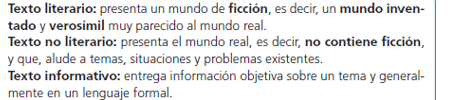 Texto literario: presenta un mundo de ficción, es decir, un mundo inven-
tado y verosímil muy parecido al mundo real.
Texto no literario: presenta el mundo real, es decir, no contiene ficción,
y que, alude a temas, situaciones y problemas existentes.
Texto informativo: entrega información objetiva sobre un tema y general-
mente en un lenguaje formal.